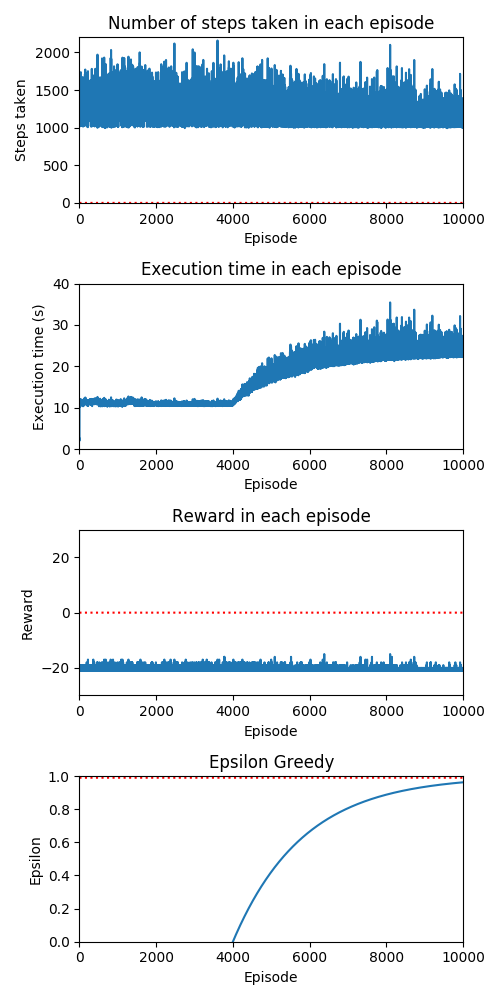 Number of steps taken in each episode
2000
1500
1000
500
0
Steps taken
0 2000 4000 6000 8000 10000
Episode
Execution time in each episode
40
30
20
10
0
Execution time (s)
0 2000 4000 6000 8000 10000
Episode
Reward in each episode
20
0
−20
Reward
0 2000 4000 6000 8000 10000
Episode
Epsilon Greedy
1.0
0.8
0.6
0.4
0.2
0.0
Epsilon
0 2000 4000 6000 8000 10000
Episode